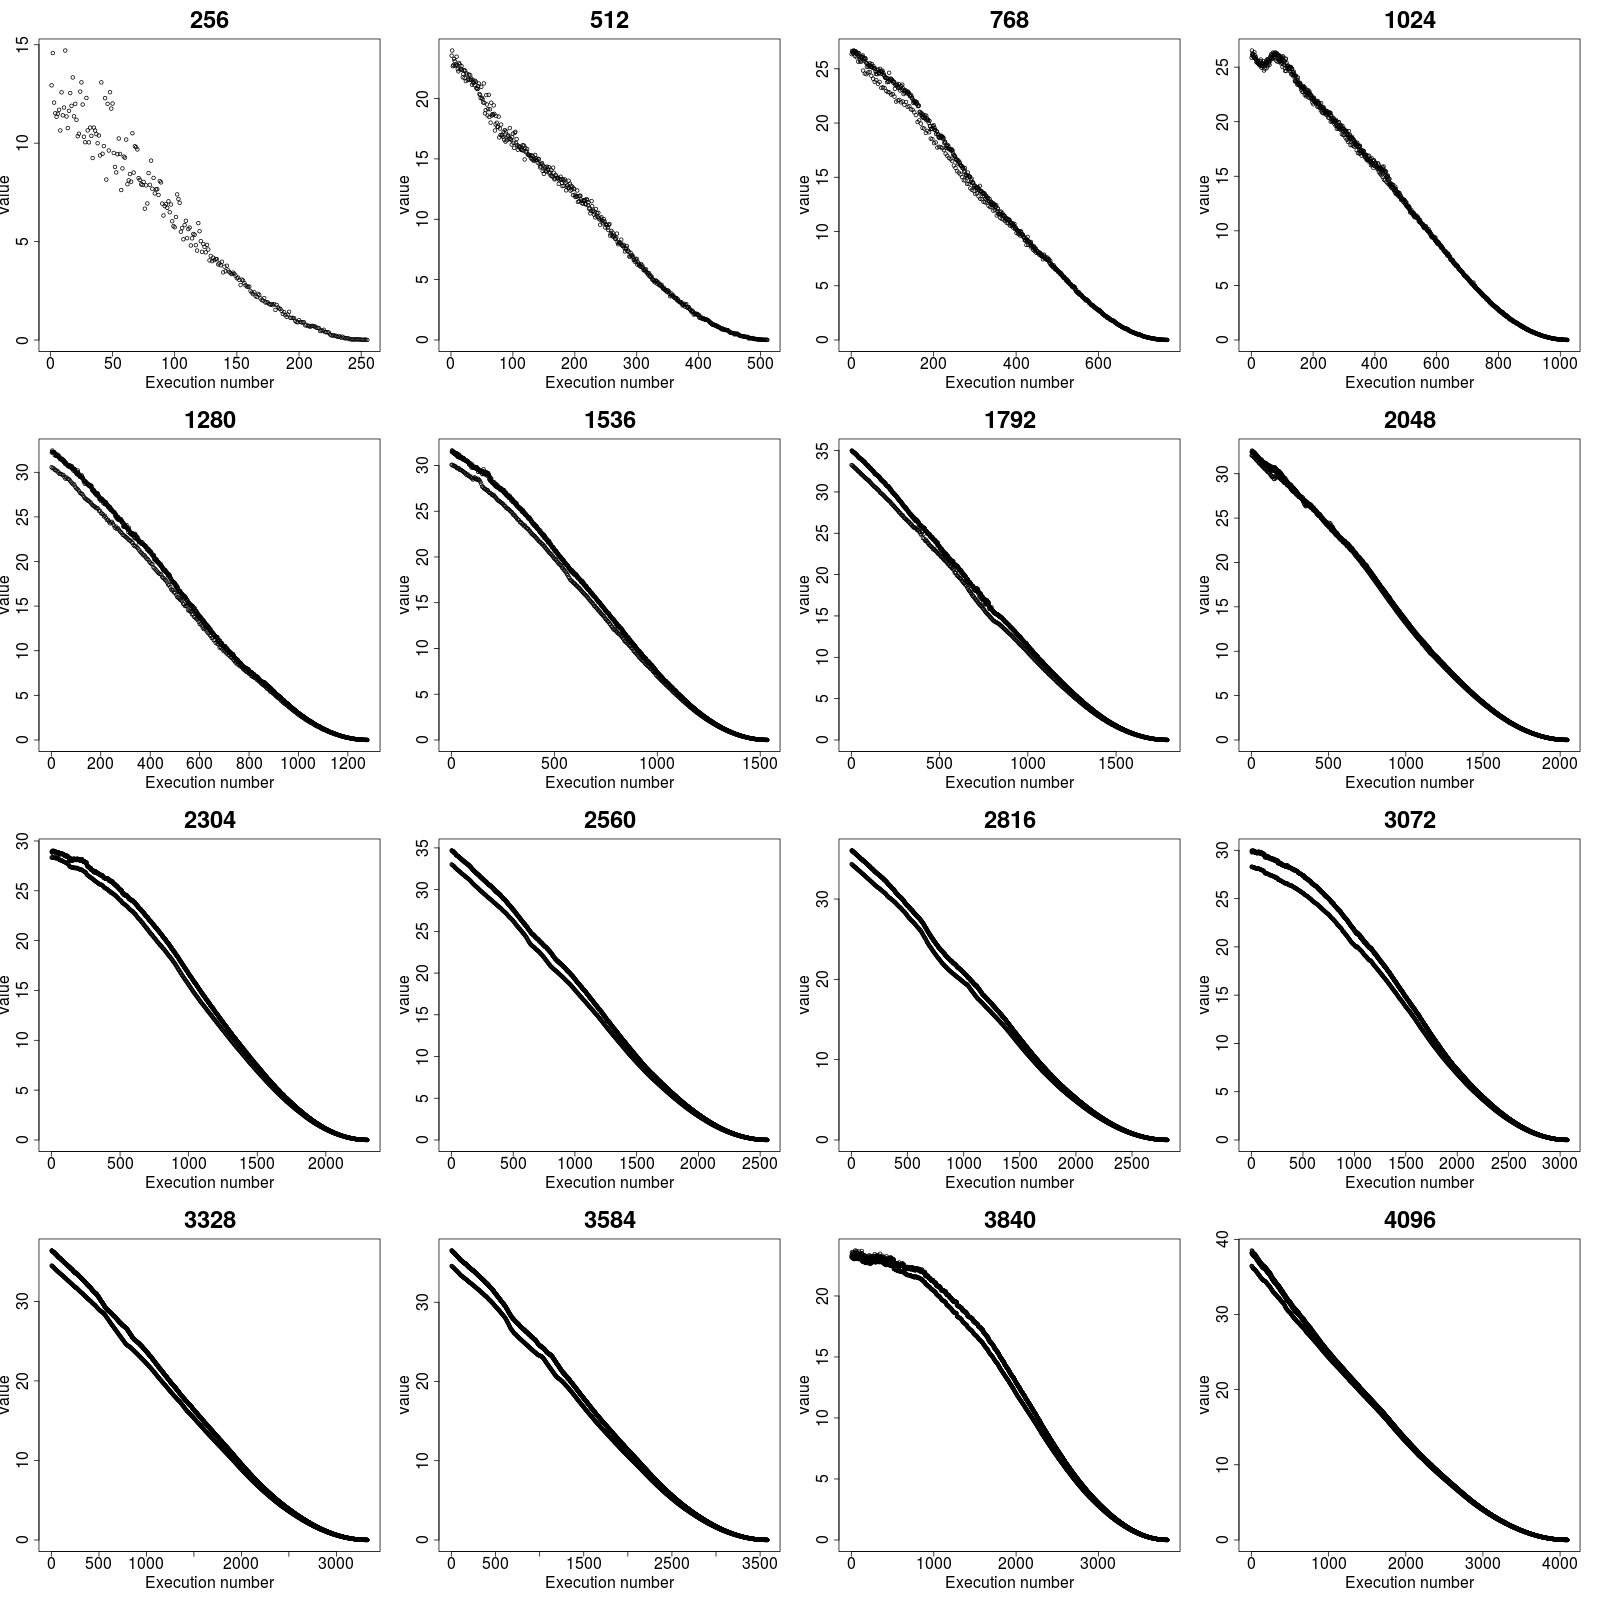 256 512 768 1024
15 10 5 0 value
0 50 100 150 200 250
Execution number
20 15 10 5 0 value
0 100 200 300 400 500
Execution number
25 20 15 10 5 0 value
0 200 400 600
Execution number
25 20 15 10 5 0 value
0 200 400 600 800 1000
Execution number
1280 1536 1792 2048
30 25 20 15 10 5 0 value
0 200 400 600 800 1000 1200
Execution number
30 25 20 15 10 5 0 value
0 500 1000 1500
Execution number
35 30 25 20 15 10 5 0 value
0 500 1000 1500
Execution number
30 25 20 15 10 5 0 value
0 500 1000 1500 2000
Execution number
2304 2560 2816 3072
30 25 20 15 10 5 0 value
0 500 1000 1500 2000
Execution number
35 30 25 20 15 10 5 0 value
0 500 1000 1500 2000 2500
Execution number
30 20 10 0 value
0 500 1000 1500 2000 2500
Execution number
30 25 20 15 10 5 0 value
0 500 1000 1500 2000 2500 3000
Execution number
3328 3584 3840 4096
30 20 10 0 value
0 500 1000 2000 3000
Execution number
30 20 10 0 value
0 500 1500 2500 3500
Execution number
20 15 10 5 0 value
0 1000 2000 3000
Execution number
40 30 20 10 0 value
0 1000 2000 3000 4000
Execution number